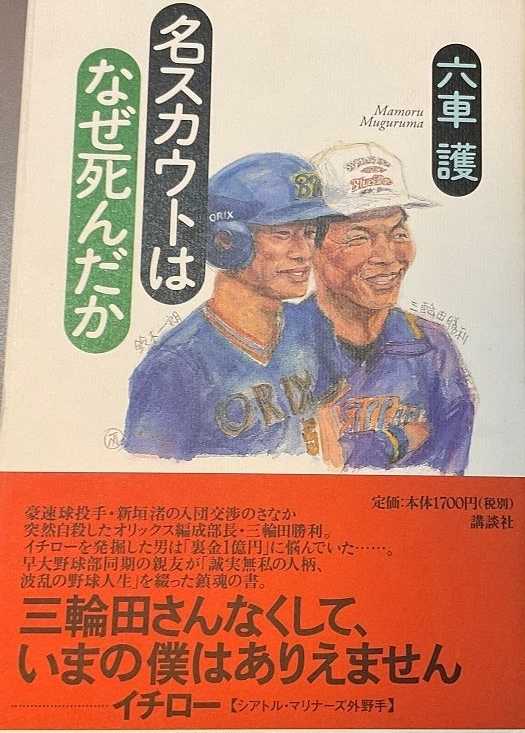 六車 護
Mamoru
Muguruma
名スカウトは
なぜ死んだか
ORIX
鈴木一朗
三輪田勝利
ORIX
豪速球投手・新垣渚の入団交渉のさなか
突然自殺したオリックス編成部長・三輪田勝利。
イチローを発掘した男は「裏金1億円」に悩んでいた……。
早大野球部同期の親友が「誠実無私の人柄、
波乱の野球人生」を綴った鎮魂の書。
定価:本体1700円(税別)
講談社
三輪田さんなくして、
いまの僕はありえません
イチロー【シアトル・マリナーズ外野手】